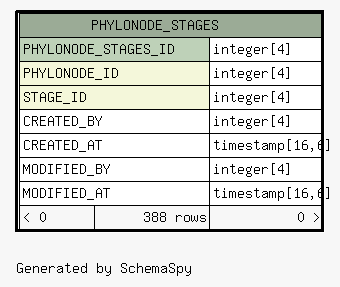 PHYLONODE_STAGES
PHYLONODE_STAGES_ID integer[4]
PHYLONODE_ID integer[4]
STAGE_ID integer[4]
CREATED_BY integer[4]
CREATED_AT timestamp[16,6]
MODIFIED_BY integer[4]
MODIFIED_AT timestamp[16,6]
< 0 388 rows 0 >
Generated by SchemaSpy